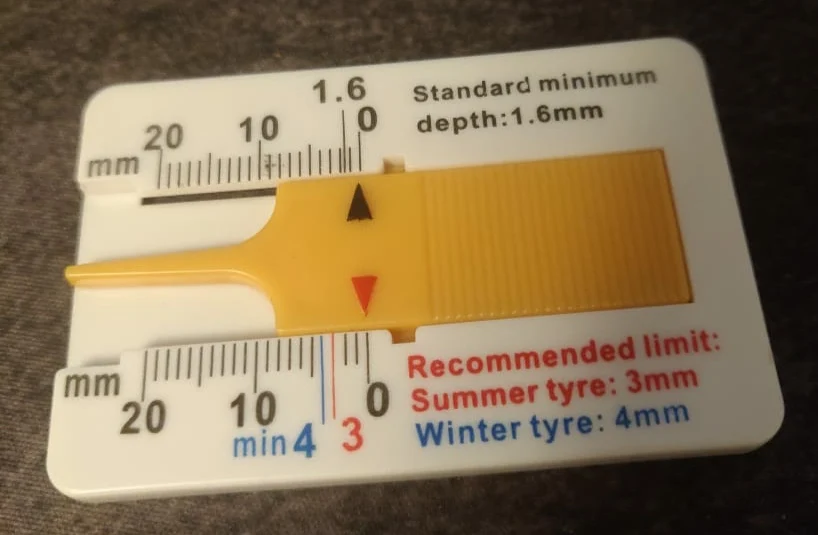 1.6
Standard minimum
20 10 0
depth:1.6mm
mm
mm
20 10 0
min 4 3
Recommended limit:
Summer tyre: 3mm
Winter tyre: 4mm